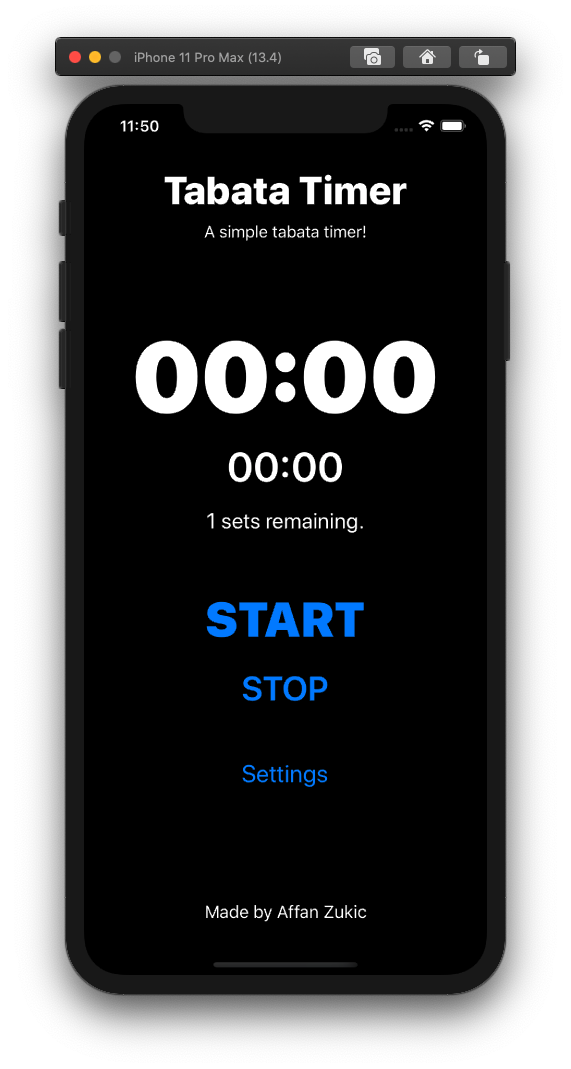 iPhone 11 Pro Max (13.4)
11:50
Tabata Timer
A simple tabata timer!
00:00
00:00
1 sets remaining.
START
STOP
Settings
Made by Affan Zukic